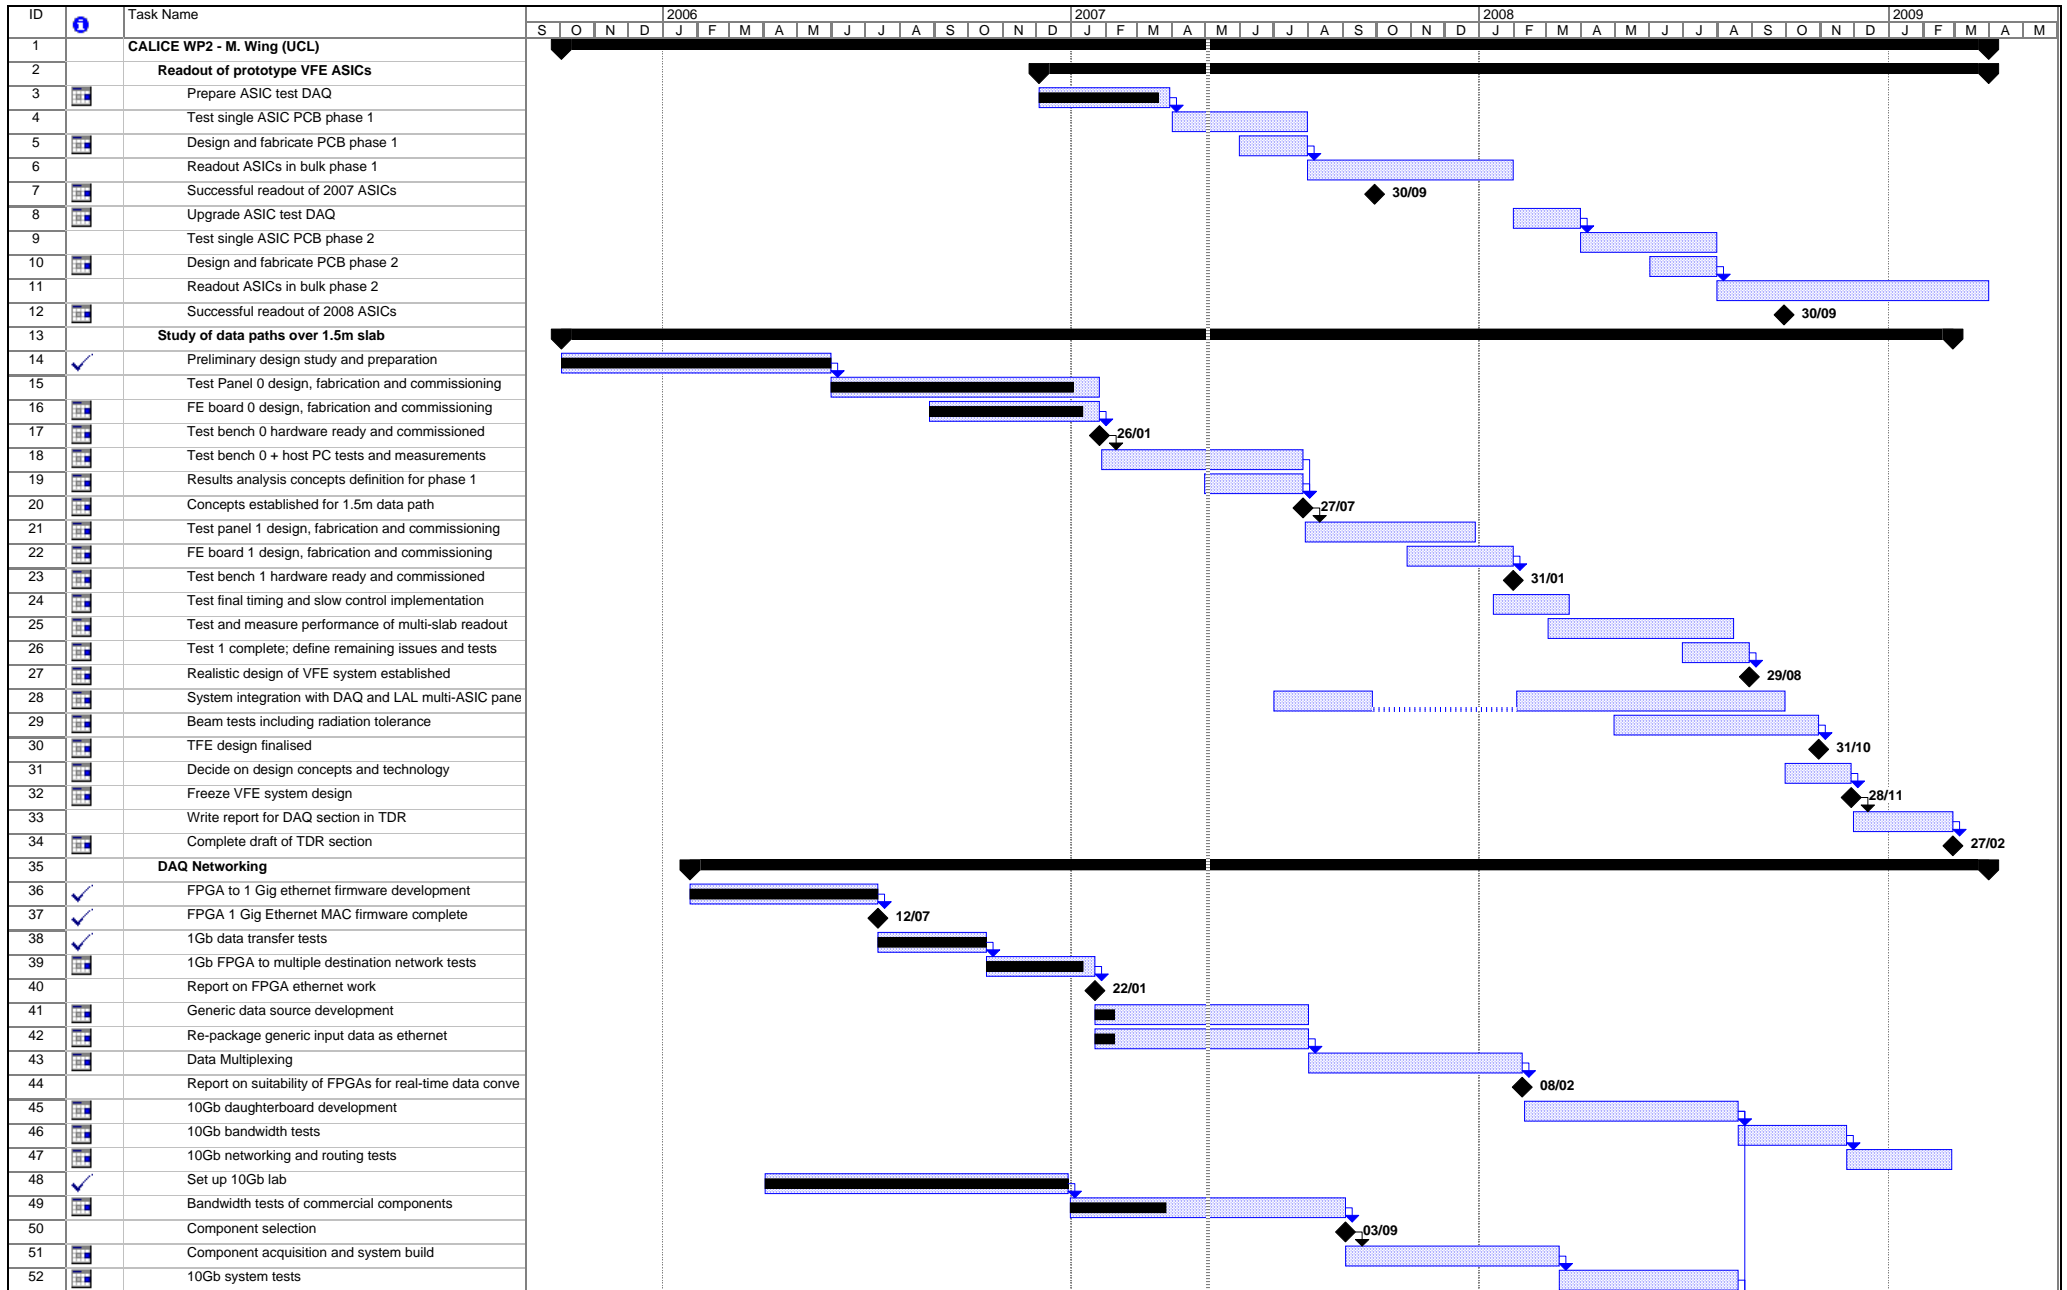 ID Task Name 2006 2007 2008 2009
S O N D J F M A M J J A S O N D J F M A M J J A S O N D J F M A M J J A S O N D J F M A M
1 CALICE WP2 - M. Wing (UCL)
2 Readout of prototype VFE ASICs
3 Prepare ASIC test DAQ
4 Test single ASIC PCB phase 1
5 Design and fabricate PCB phase 1
6 Readout ASICs in bulk phase 1
7 Successful readout of 2007 ASICs 30/09
8 Upgrade ASIC test DAQ
9 Test single ASIC PCB phase 2
10 Design and fabricate PCB phase 2
11 Readout ASICs in bulk phase 2
12 Successful readout of 2008 ASICs 30/09
13 Study of data paths over 1.5m slab
14 Preliminary design study and preparation
15 Test Panel 0 design, fabrication and commissioning
16 FE board 0 design, fabrication and commissioning
17 Test bench 0 hardware ready and commissioned 26/01
18 Test bench 0 + host PC tests and measurements
19 Results analysis concepts definition for phase 1
20 Concepts established for 1.5m data path 27/07
21 Test panel 1 design, fabrication and commissioning
22 FE board 1 design, fabrication and commissioning
23 Test bench 1 hardware ready and commissioned 31/01
24 Test final timing and slow control implementation
25 Test and measure performance of multi-slab readout
26 Test 1 complete; define remaining issues and tests
27 Realistic design of VFE system established 29/08
28 System integration with DAQ and LAL multi-ASIC pane
29 Beam tests including radiation tolerance
30 TFE design finalised 31/10
31 Decide on design concepts and technology
32 Freeze VFE system design 28/11
33 Write report for DAQ section in TDR
34 Complete draft of TDR section 27/02
35 DAQ Networking
36 FPGA to 1 Gig ethernet firmware development
37 FPGA 1 Gig Ethernet MAC firmware complete 12/07
38 1Gb data transfer tests
39 1Gb FPGA to multiple destination network tests
40 Report on FPGA ethernet work 22/01
41 Generic data source development
42 Re-package generic input data as ethernet
43 Data Multiplexing
44 Report on suitability of FPGAs for real-time data conve 08/02
45 10Gb daughterboard development
46 10Gb bandwidth tests
47 10Gb networking and routing tests
48 Set up 10Gb lab
49 Bandwidth tests of commercial components
50 Component selection 03/09
51 Component acquisition and system build
52 10Gb system tests